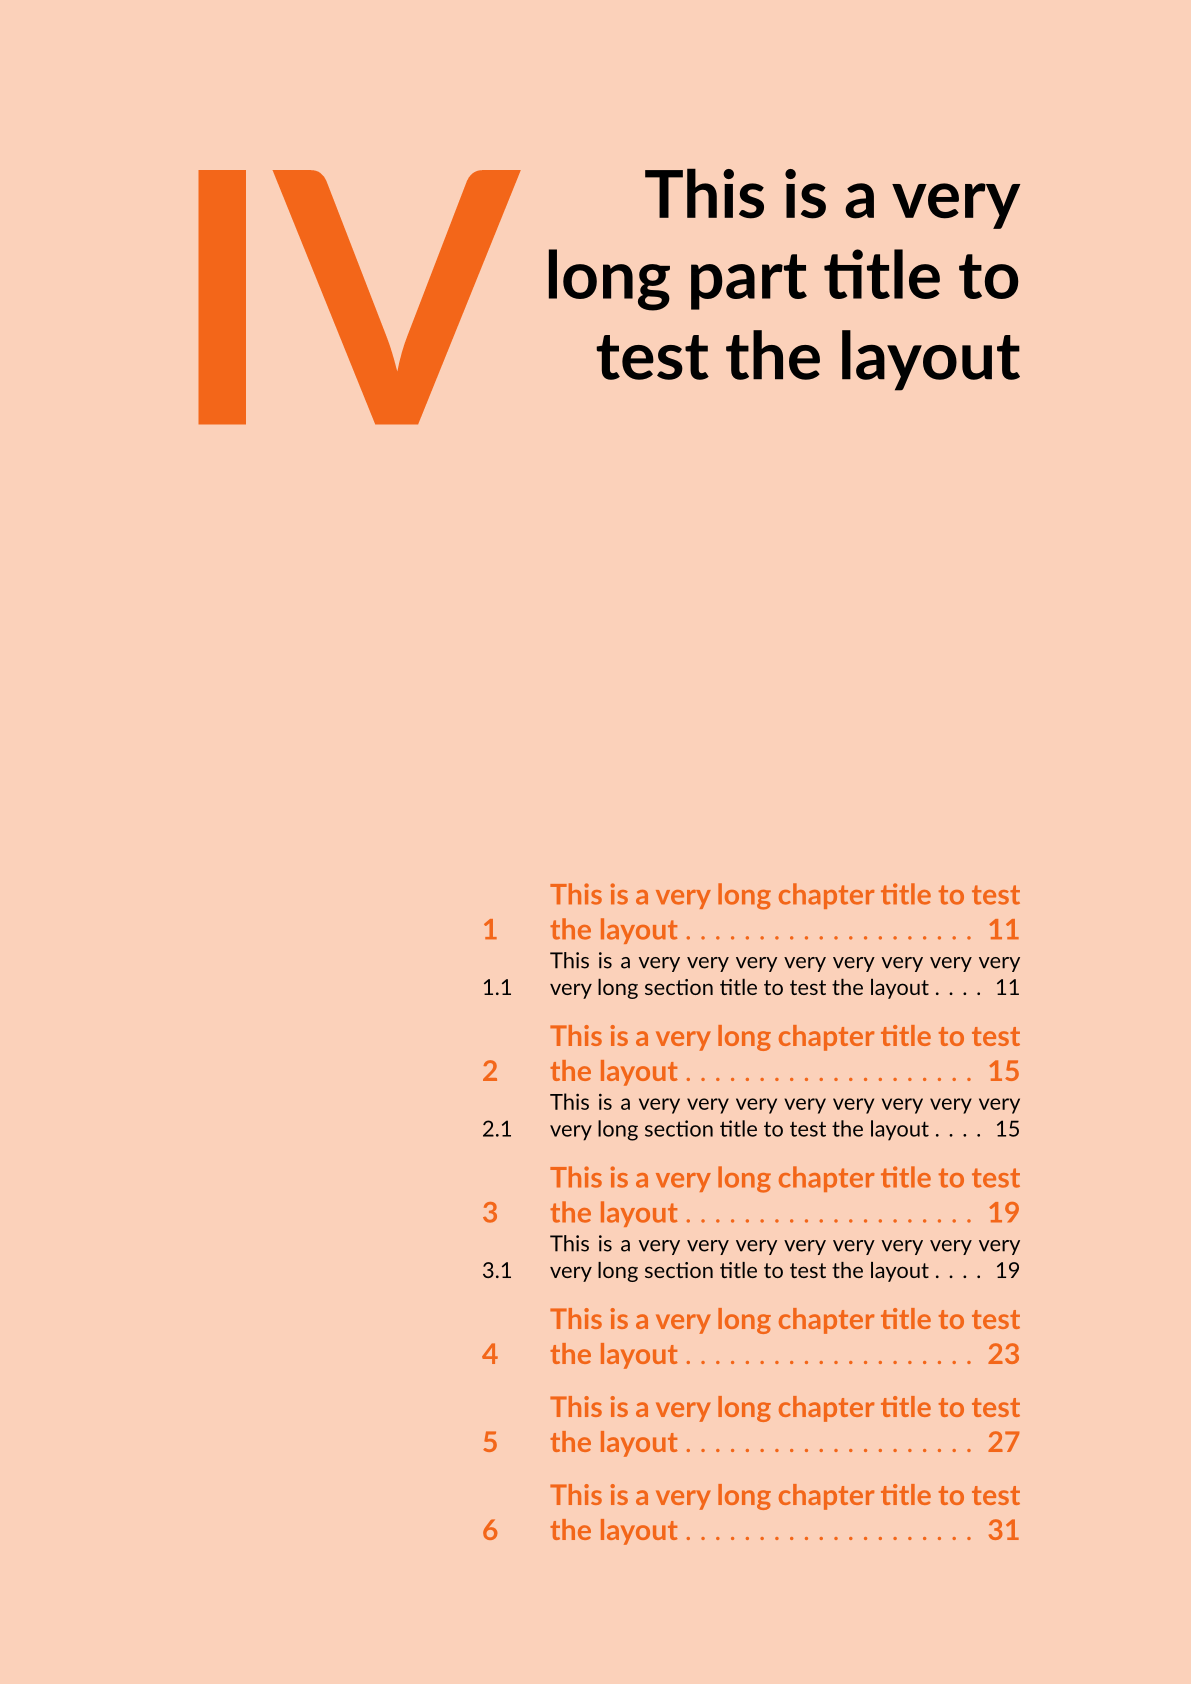 IV
This is a very
long part title to
test the layout
This is a very long chapter title to test
1 the layout . . . . . . . . . . . . . . . . . . . . 11
This is a very very very very very very very very
1.1 very long section title to test the layout . . . . 11
This is a very long chapter title to test
2 the layout . . . . . . . . . . . . . . . . . . . . 15
This is a very very very very very very very very
2.1 very long section title to test the layout . . . . 15
This is a very long chapter title to test
3 the layout . . . . . . . . . . . . . . . . . . . . 19
This is a very very very very very very very very
3.1 very long section title to test the layout . . . . 19
This is a very long chapter title to test
4 the layout . . . . . . . . . . . . . . . . . . . . 23
This is a very long chapter title to test
5 the layout . . . . . . . . . . . . . . . . . . . . 27
This is a very long chapter title to test
6 the layout . . . . . . . . . . . . . . . . . . . . 31